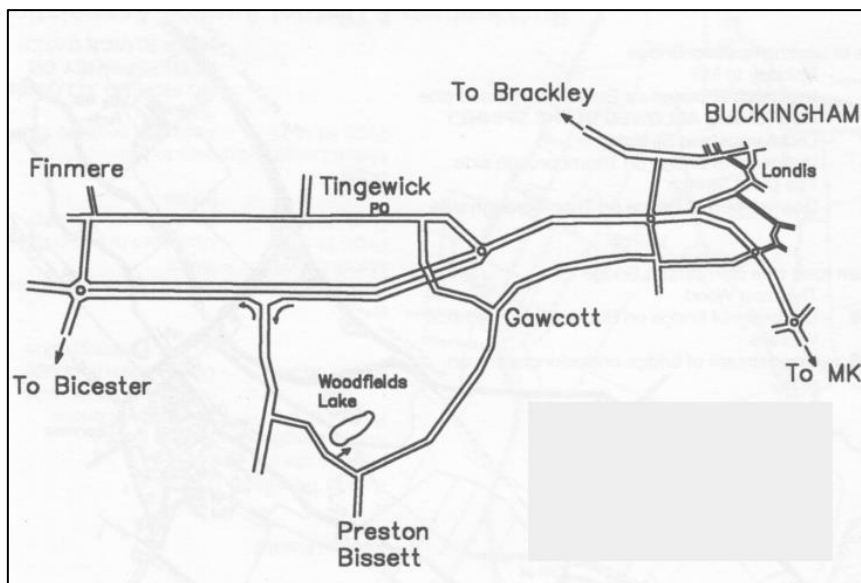 To Brackley
BUCKINGHAM
Londis
Finmere
Tingewick
PO
Gawcott
To Bicester
To MK
Woodfields
Lake
Preston
Bissett